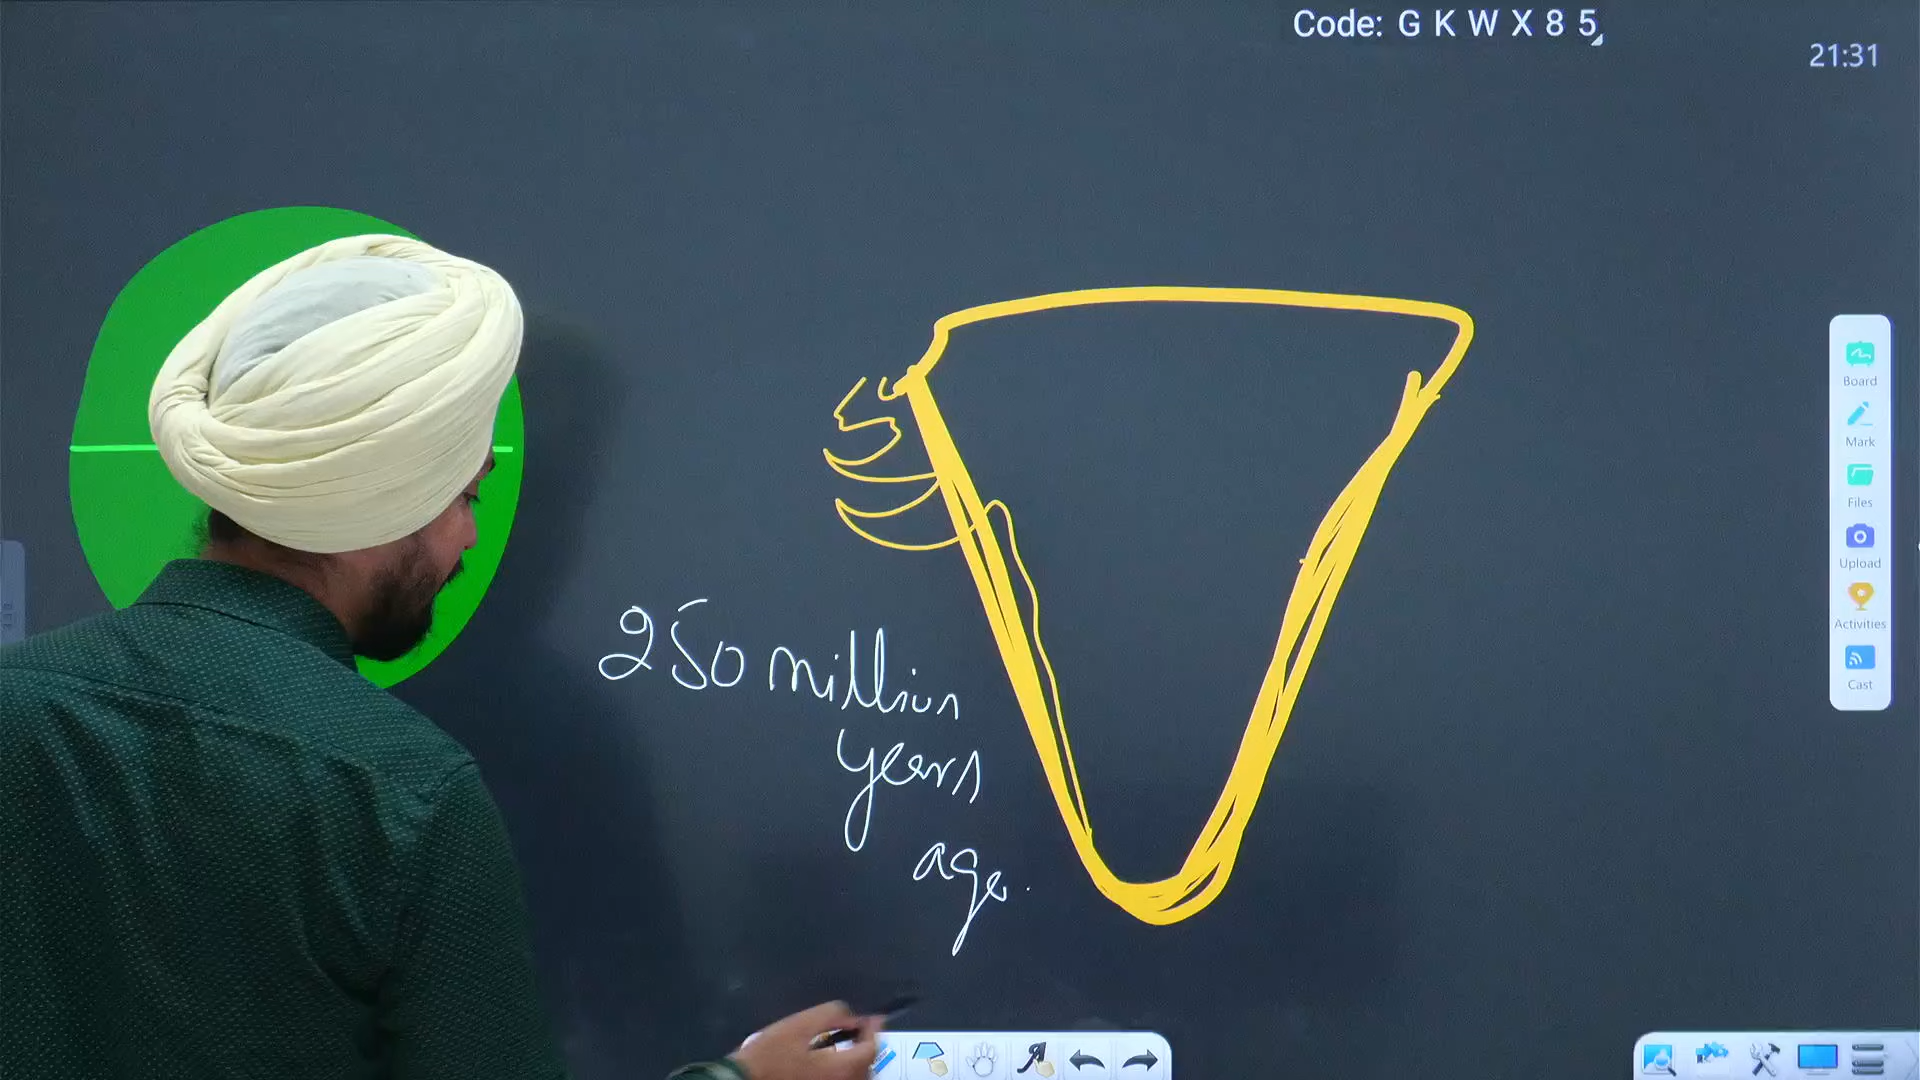 Code: G K W X 8 5
21:31
Board
Mark
Files
Upload
Activities
Cast
250 million
years
ago.